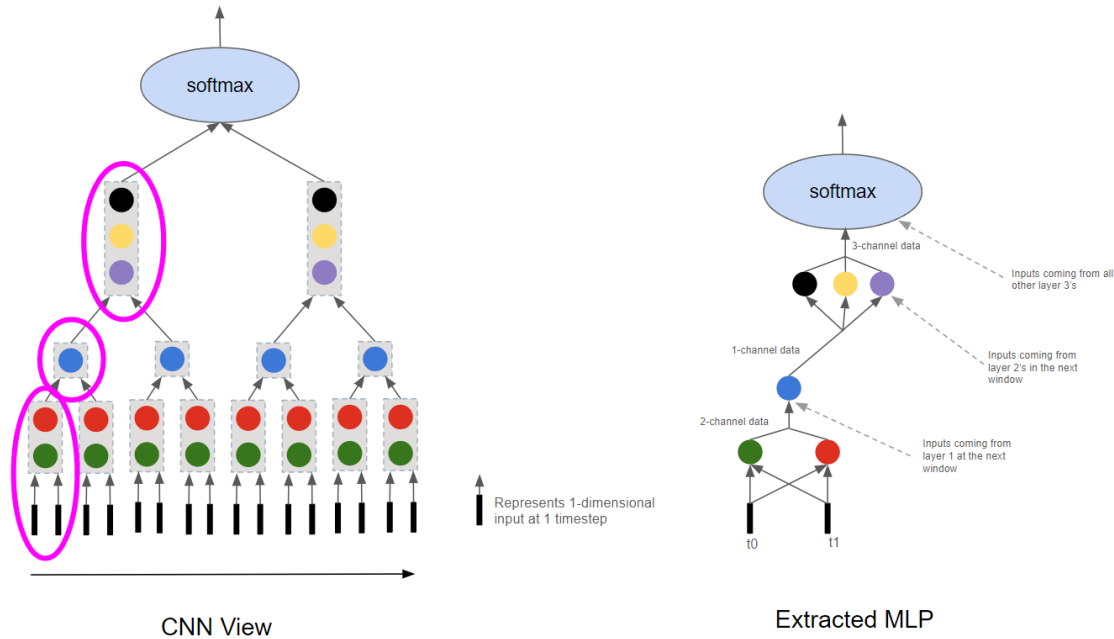 softmax
Represents 1-dimensional
input at 1 timestep
CNN View
softmax
3-channel data
Inputs coming from all
other layer 3's
1-channel data
Inputs coming from
layer 2's in the next
window
2-channel data
Inputs coming from
layer 1 at the next
window
t0
t1
Extracted MLP